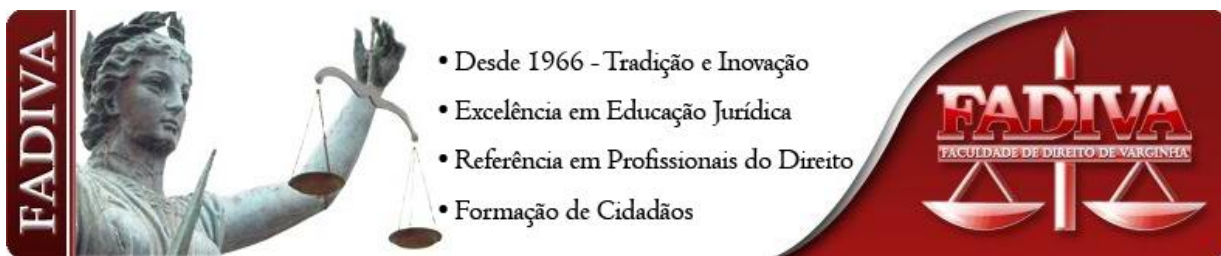 FADIVA
• Desde 1966 - Tradição e Inovação
• Excelência em Educação Jurídica
• Referência em Profissionais do Direito
• Formação de Cidadãos
FADIVA
FACULDADE DE DIREITO DE VARGINHA